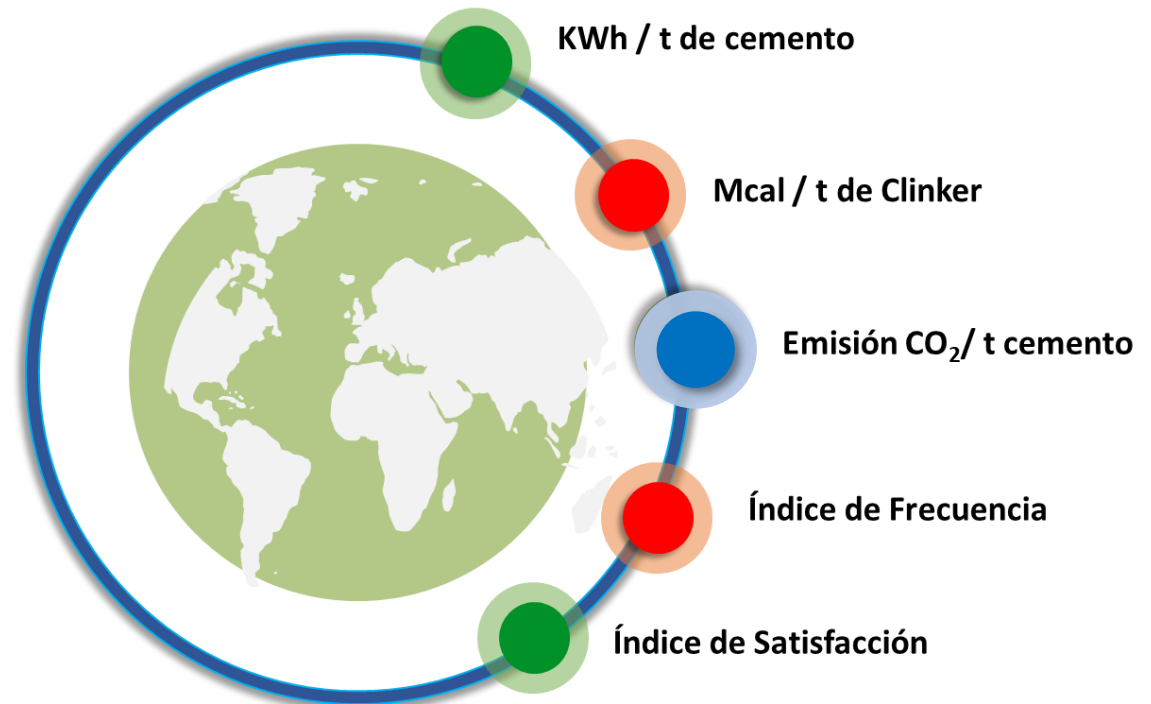 KWh / t de cemento
Mcal / t de Clinker
Emisión CO₂/ t cemento
Índice de Frecuencia
Índice de Satisfacción